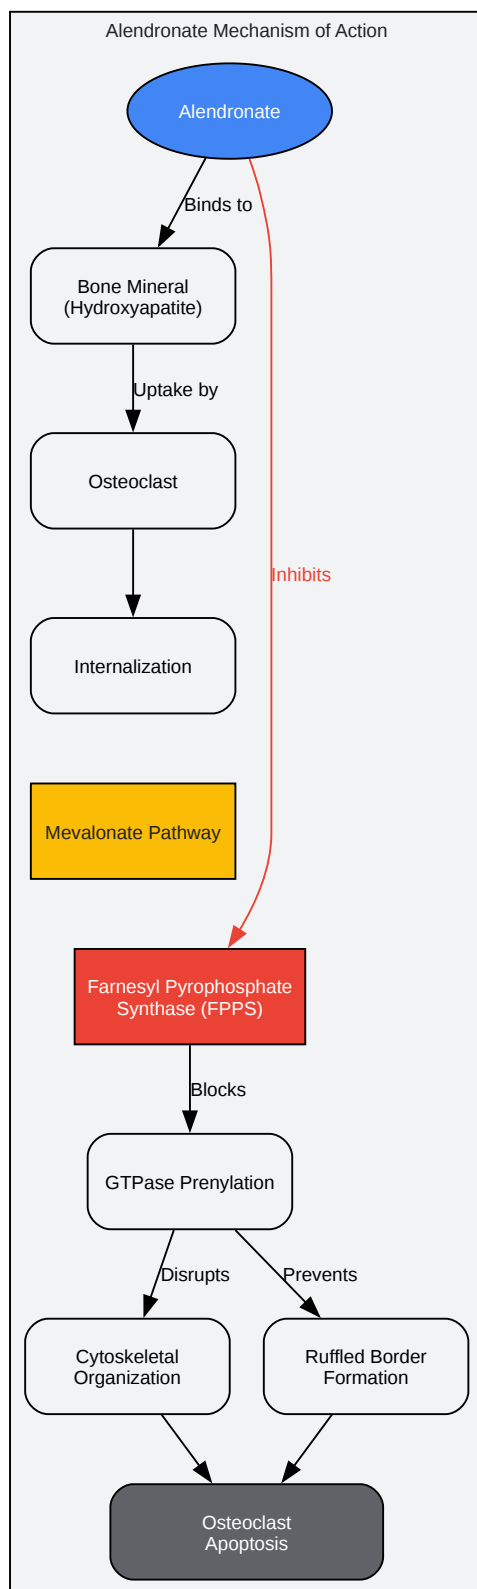 Alendronate Mechanism of Action
Alendronate
Binds to
Bone Mineral
(Hydroxyapatite)
Uptake by
Osteoclast
Inhibits
Internalization
Mevalonate Pathway
Farnesyl Pyrophosphate
Synthase (FPPS)
Blocks
GTPase Prenylation
Disrupts
Prevents
Cytoskeletal
Organization
Ruffled Border
Formation
Osteoclast
Apoptosis